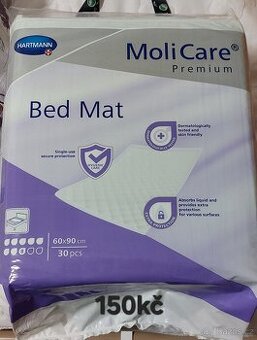 HARTMANN
MoliCare®
Premium
Bed Mat
Single-use
secure protection
Dermatologically
tested and
skin friendly
Absorbs liquid and
provides extra
protection
for various surfaces
60x90 cm
30 pcs
150kč